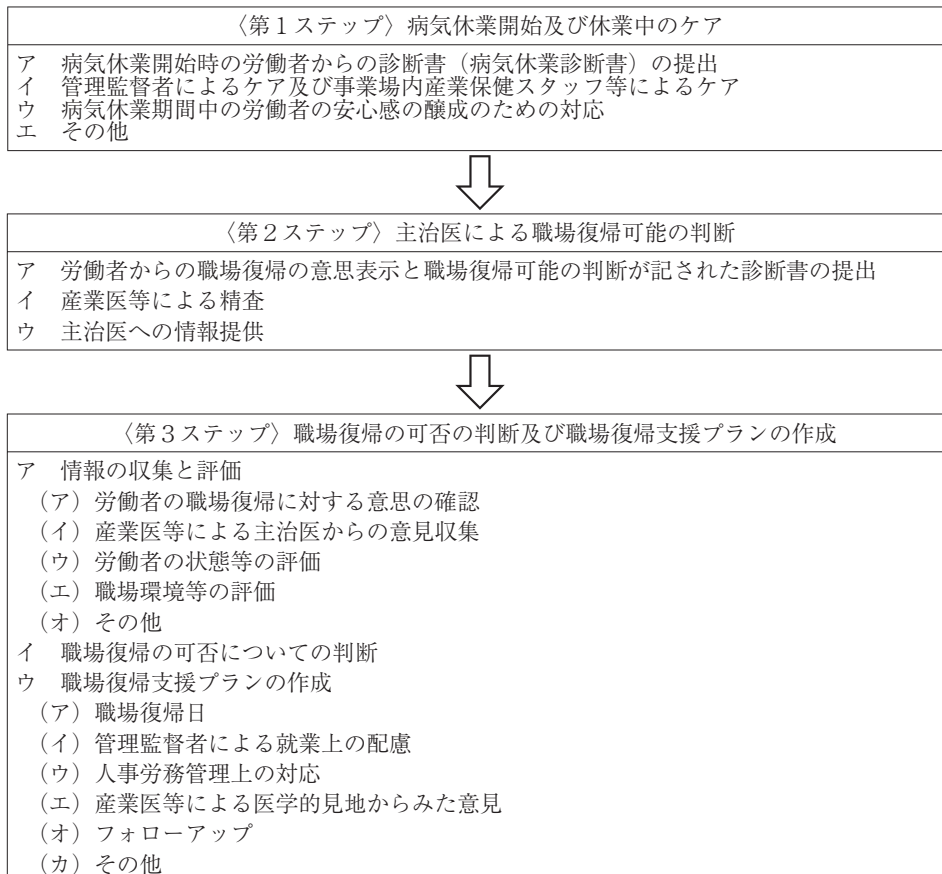 〈第1ステップ〉病気休業開始及び休業中のケア
ア　病気休業開始時の労働者からの診断書（病気休業診断書）の提出
イ　管理監督者によるケア及び事業場内産業保健スタッフ等によるケア
ウ　病気休業期間中の労働者の安心感の醸成のための対応
エ　その他
〈第2ステップ〉主治医による職場復帰可能の判断
ア　労働者からの職場復帰の意思表示と職場復帰可能の判断が記された診断書の提出
イ　産業医等による精査
ウ　主治医への情報提供
〈第3ステップ〉職場復帰の可否の判断及び職場復帰支援プランの作成
ア　情報の収集と評価
（ア）労働者の職場復帰に対する意思の確認
（イ）産業医等による主治医からの意見収集
（ウ）労働者の状態等の評価
（エ）職場環境等の評価
（オ）その他
イ　職場復帰の可否についての判断
ウ　職場復帰支援プランの作成
（ア）職場復帰日
（イ）管理監督者による就業上の配慮
（ウ）人事労務管理上の対応
（エ）産業医等による医学的見地からみた意見
（オ）フォローアップ
（カ）その他